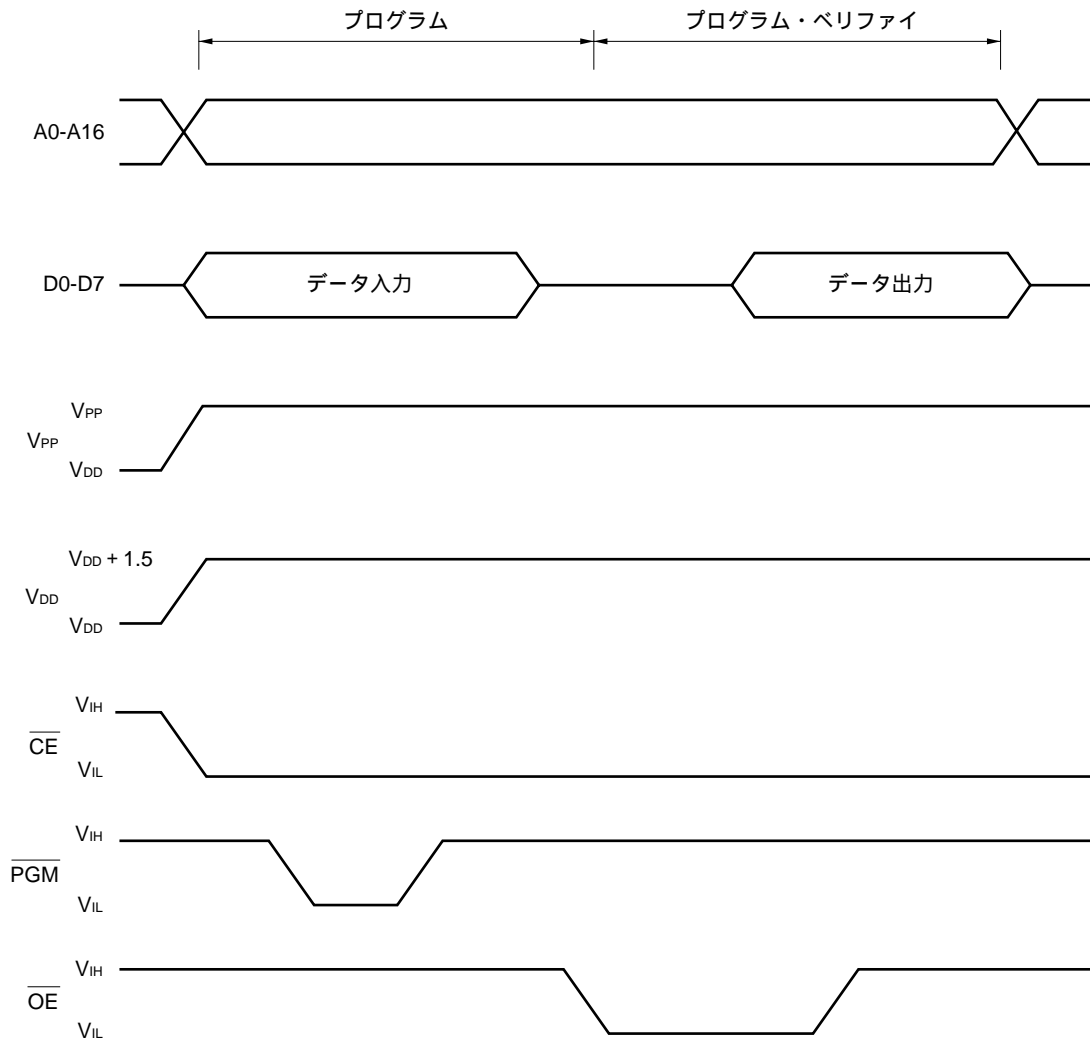 プログラム
プログラム・ベリファイ
A0-A16
D0-D7
データ入力
データ出力
VPP
VPP
VDD
VDD + 1.5
VDD
VDD
VIH
CE
VIL
VIH
PGM
VIL
VIH
OE
VIL